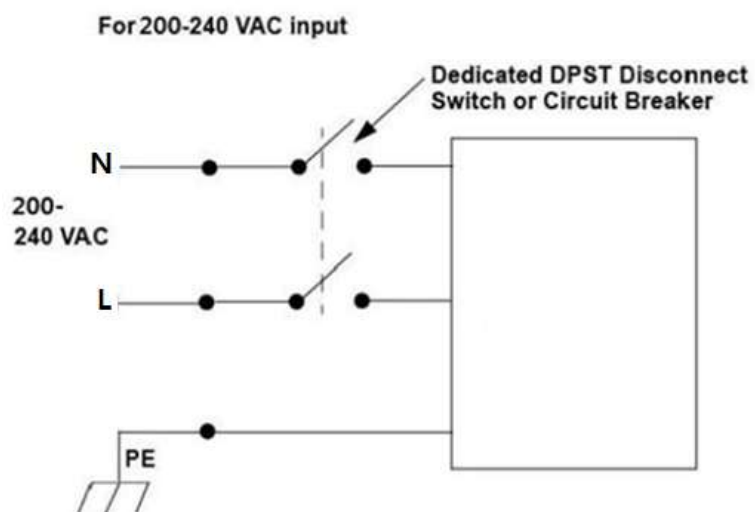 For 200-240 VAC input
Dedicated DPST Disconnect
Switch or Circuit Breaker
N
200-
240 VAC
L
PE